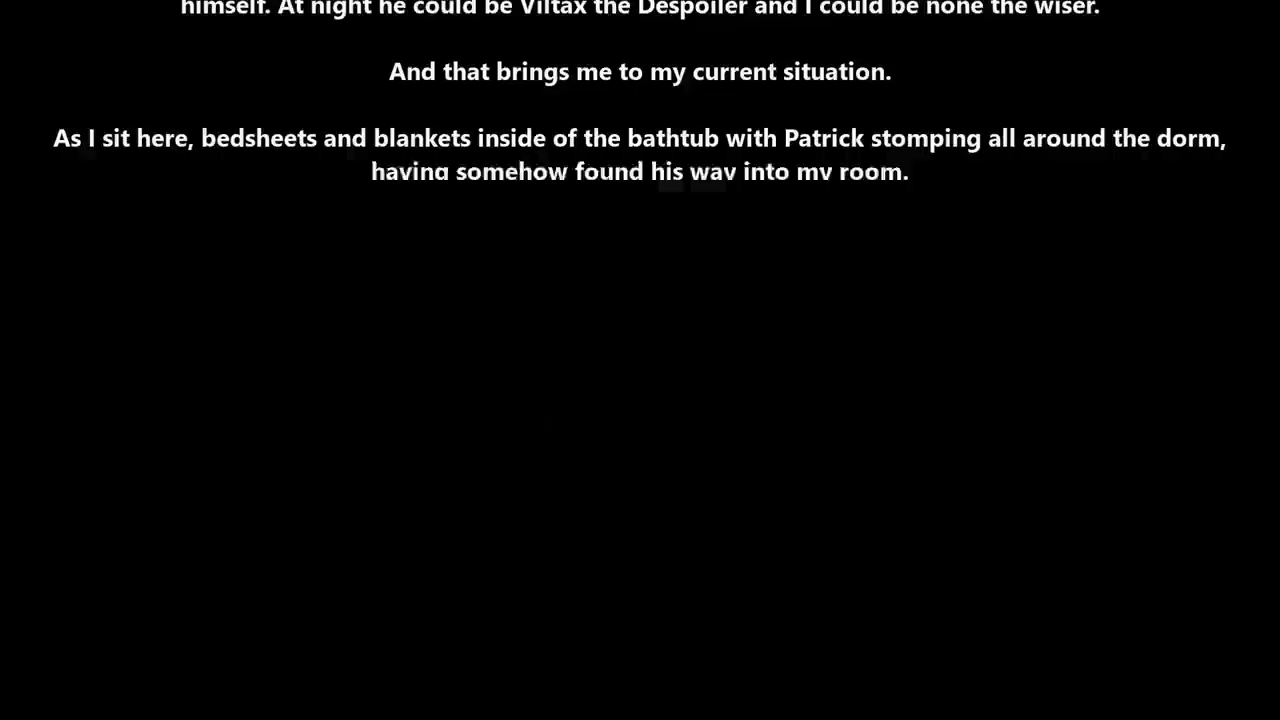 himself. At night he could be Viltax the Despoiler and I could be none the wiser.
And that brings me to my current situation.
As I sit here, bedsheets and blankets inside of the bathtub with Patrick stomping all around the dorm,
having somehow found his way into my room.